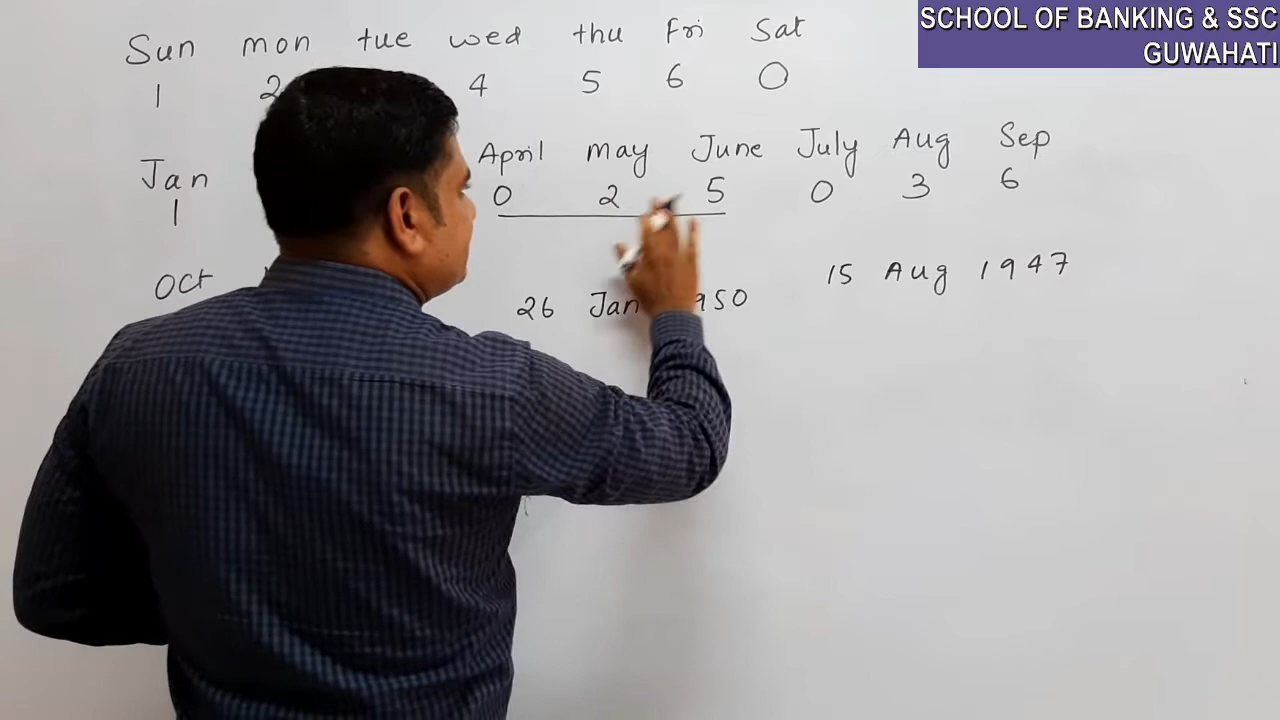 SCHOOL OF BANKING & SSC
GUWAHATI
Sun mon tue wed thu Fri Sat
1 2 4 5 6 0
Jan April may June July Aug Sep
1 0 2 5 0 3 6
Oct
26 Jan 950
15 Aug 1947